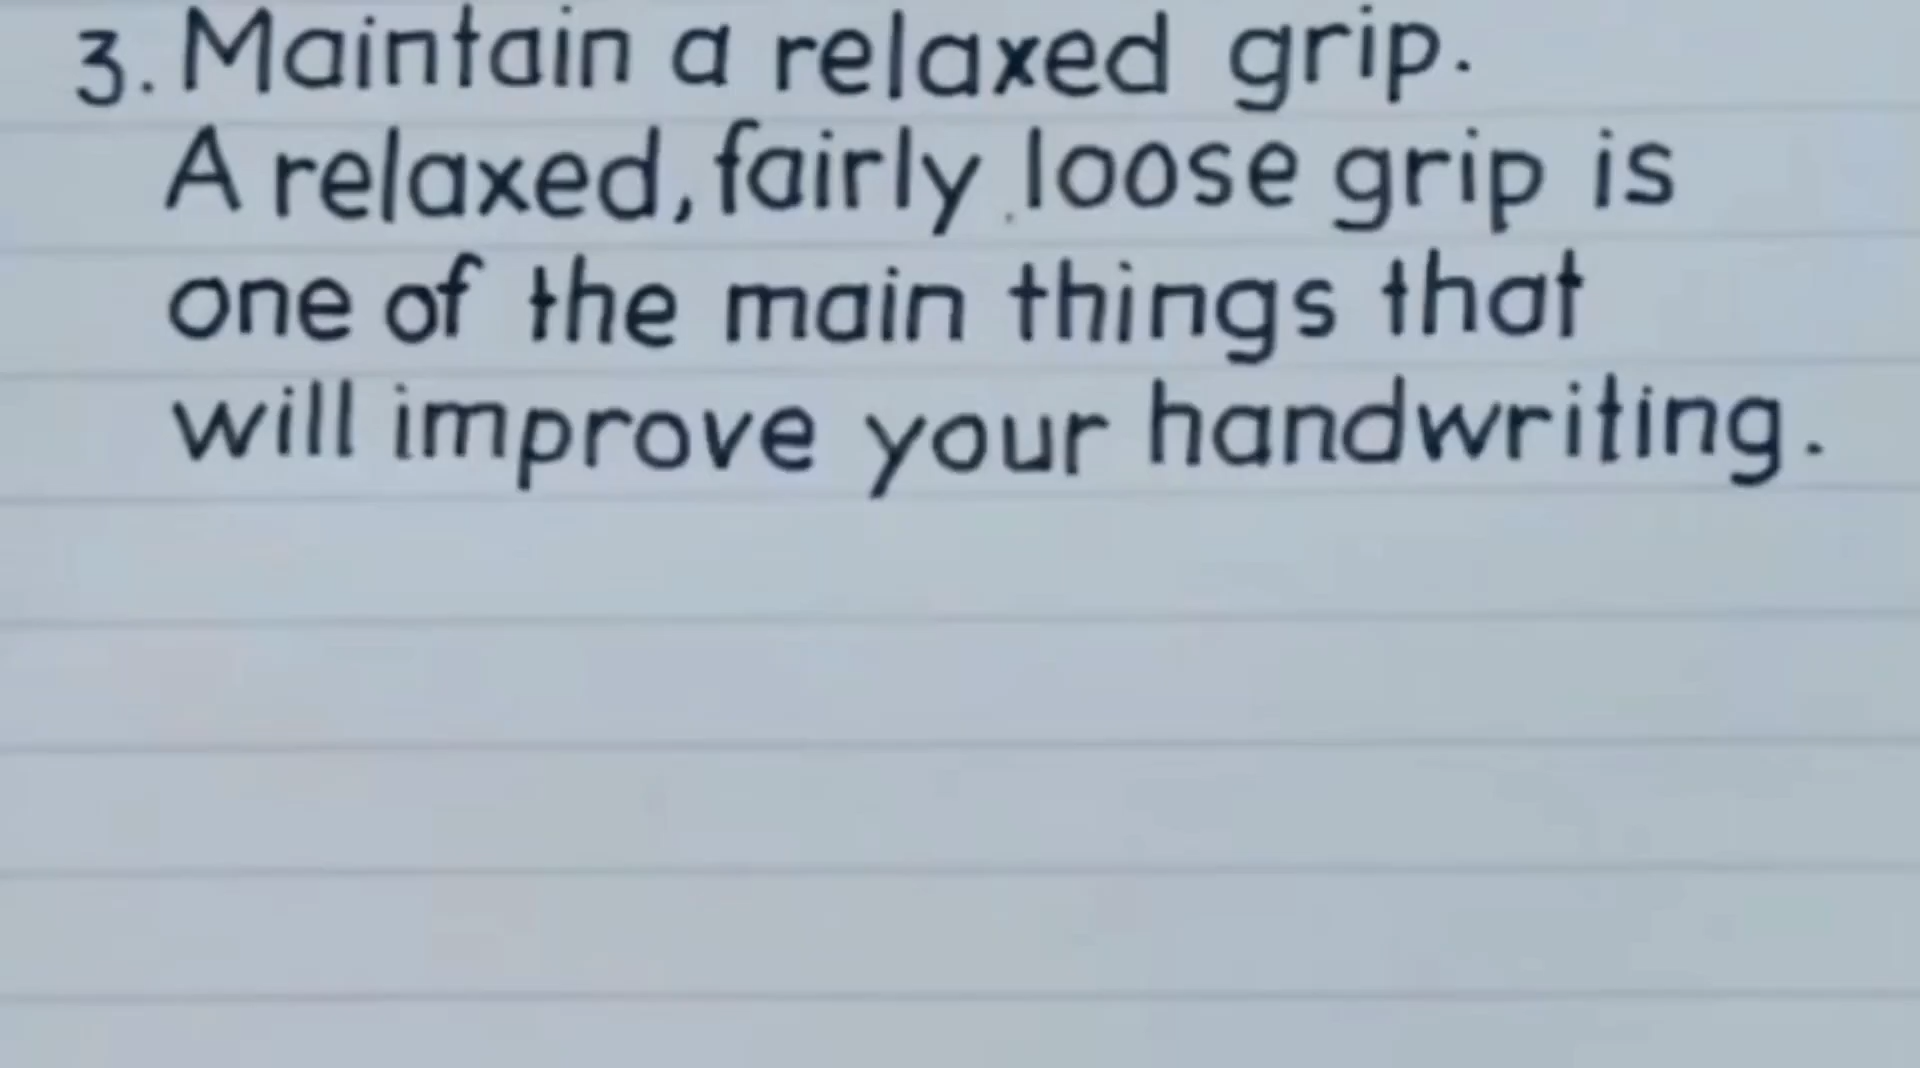 3. Maintain a relaxed grip.
A relaxed, fairly loose grip is
one of the main things that
will improve your handwriting.